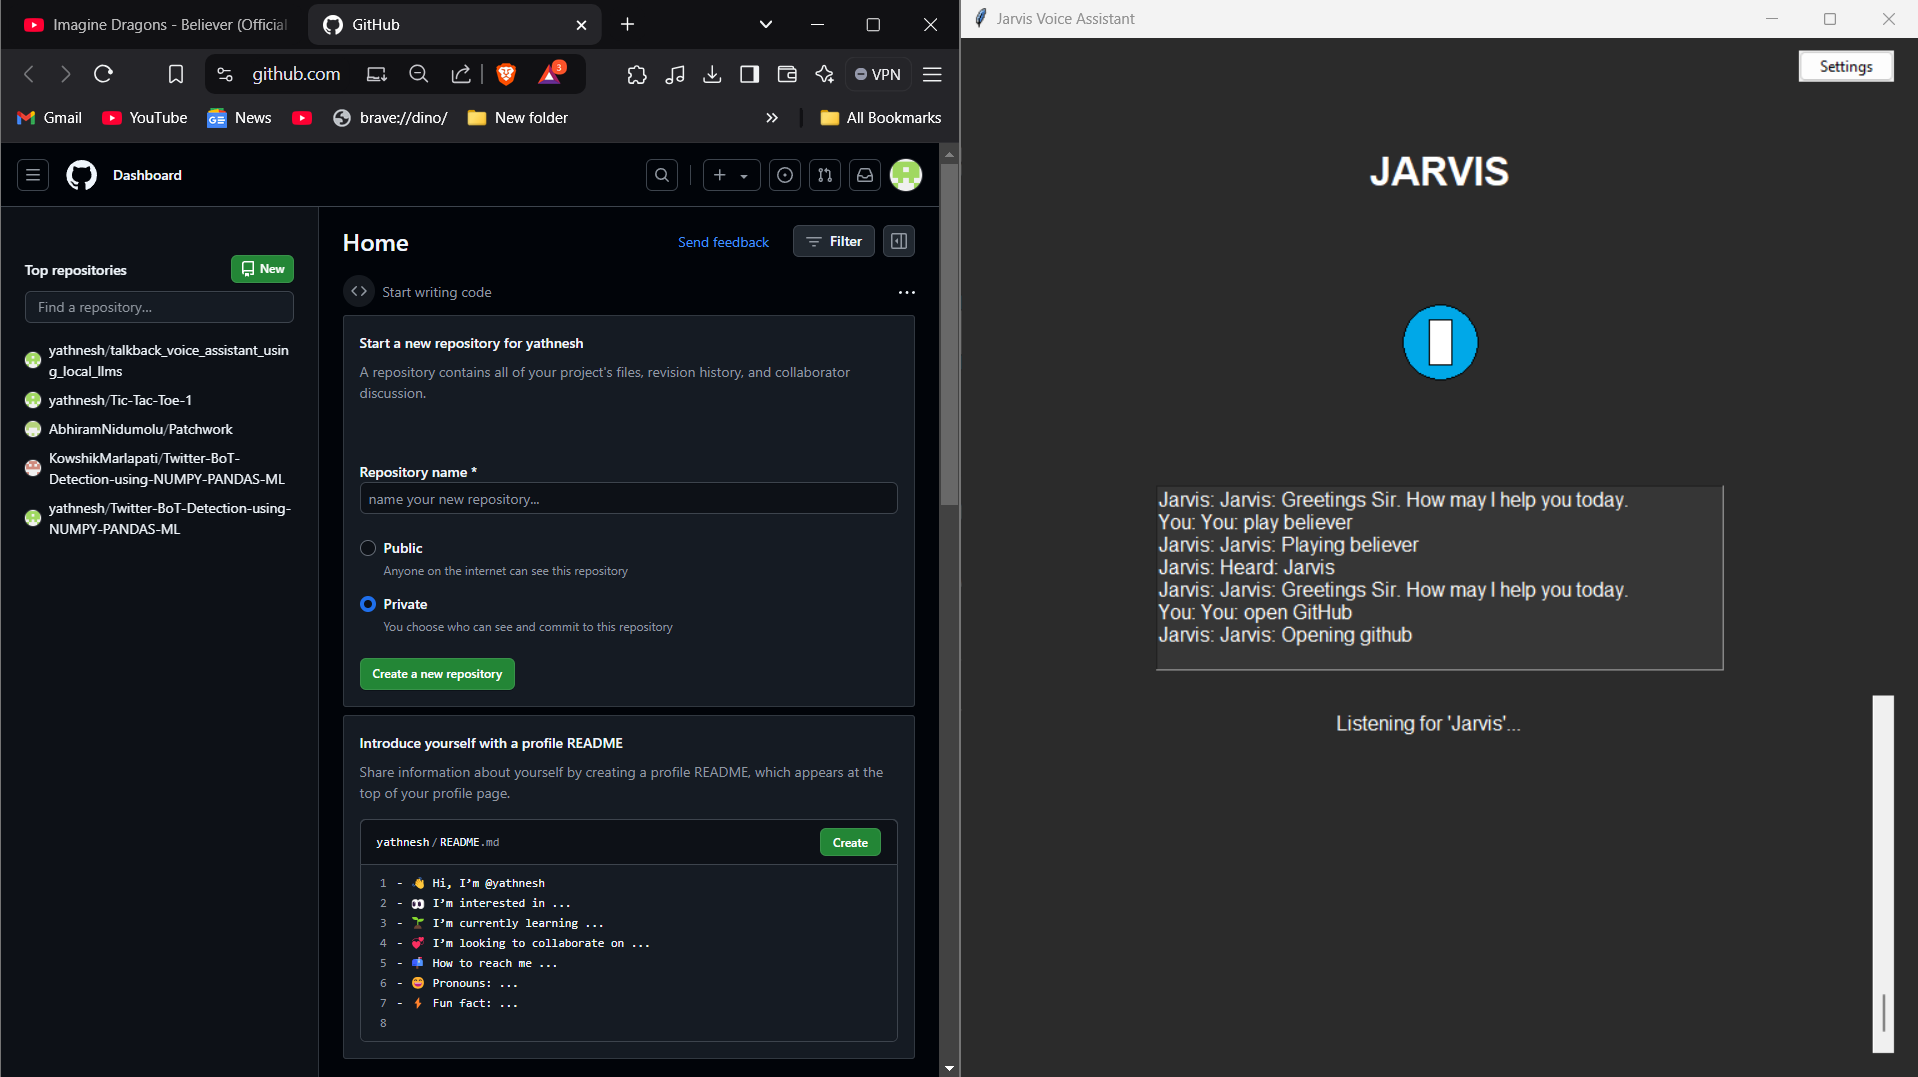 Imagine Dragons - Believer (Official
GitHub
github.com
3
VPN
Gmail
YouTube
News
brave://dino/
New folder
All Bookmarks
Dashboard
Top repositories
New
Find a repository...
yathnesh/talkback_voice_assistant_usin
g_local_llms
yathnesh/Tic-Tac-Toe-1
AbhiramNidumolu/Patchwork
KowshikMarlapati/Twitter-BoT-
Detection-using-NUMPY-PANDAS-ML
yathnesh/Twitter-BoT-Detection-using-
NUMPY-PANDAS-ML
Home
Send feedback
Filter
Start writing code
Start a new repository for yathnesh
A repository contains all of your project's files, revision history, and collaborator
discussion.
Repository name *
name your new repository...
Public
Anyone on the internet can see this repository
Private
You choose who can see and commit to this repository
Create a new repository
Introduce yourself with a profile README
Share information about yourself by creating a profile README, which appears at the
top of your profile page.
yathnesh/README.md
Create
1 - 👋 Hi, I’m @yathnesh
2 - 👀 I’m interested in ...
3 - 🌱 I’m currently learning ...
4 - 💞️ I’m looking to collaborate on ...
5 - 📫 How to reach me ...
6 - 😄 Pronouns: ...
7 - ⚡ Fun fact: ...
8
Jarvis Voice Assistant
Settings
JARVIS
Jarvis: Jarvis: Greetings Sir. How may I help you today.
You: You: play believer
Jarvis: Jarvis: Playing believer
Jarvis: Heard: Jarvis
Jarvis: Jarvis: Greetings Sir. How may I help you today.
You: You: open GitHub
Jarvis: Jarvis: Opening github
Listening for 'Jarvis'...